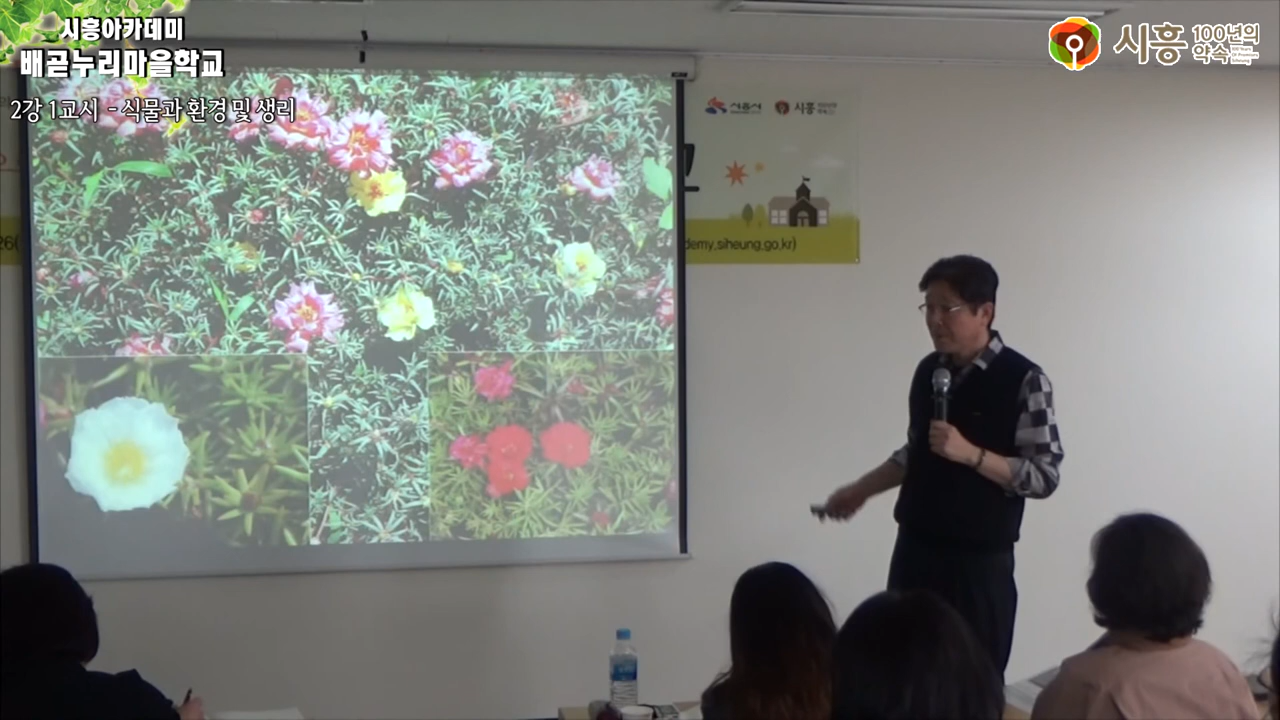 시흥아카데미
배곧누리마을학교
2강 1교시 - 식물과 환경 및 생리
시흥 100년의
약속
시흥시
시흥
demy.siheung.go.kr)
26(